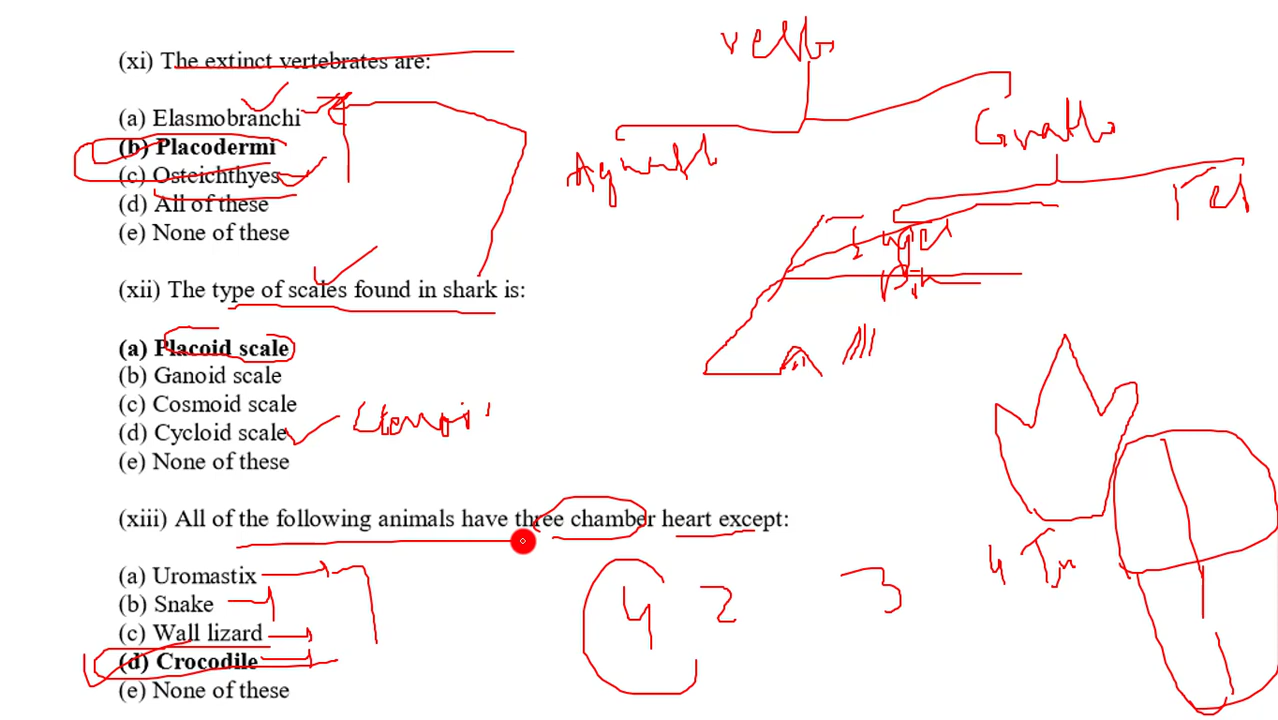 (xi) The extinct vertebrates are:
(a) Elasmobranchi
(b) Placodermi
(c) Osteichthyes
(d) All of these
(e) None of these
(xii) The type of scales found in shark is:
(a) Placoid scale
(b) Ganoid scale
(c) Cosmoid scale
(d) Cycloid scale
(e) None of these
(xiii) All of the following animals have three chamber heart except:
(a) Uromastix
(b) Snake
(c) Wall lizard
(d) Crocodile
(e) None of these
4 2 3
4